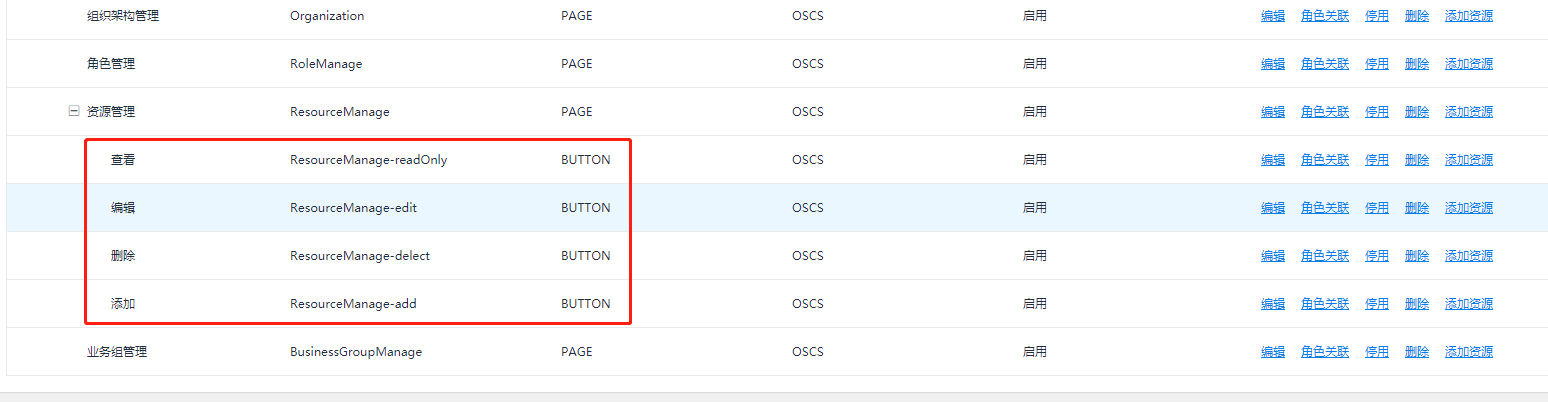 组织架构管理 Organization PAGE OSCS 启用 编辑 角色关联 停用 删除 添加资源
角色管理 RoleManage PAGE OSCS 启用 编辑 角色关联 停用 删除 添加资源
资源管理 ResourceManage PAGE OSCS 启用 编辑 角色关联 停用 删除 添加资源
查看 ResourceManage-readOnly BUTTON OSCS 启用 编辑 角色关联 停用 删除 添加资源
编辑 ResourceManage-edit BUTTON OSCS 启用 编辑 角色关联 停用 删除 添加资源
删除 ResourceManage-delect BUTTON OSCS 启用 编辑 角色关联 停用 删除 添加资源
添加 ResourceManage-add BUTTON OSCS 启用 编辑 角色关联 停用 删除 添加资源
业务组管理 BusinessGroupManage PAGE OSCS 启用 编辑 角色关联 停用 删除 添加资源